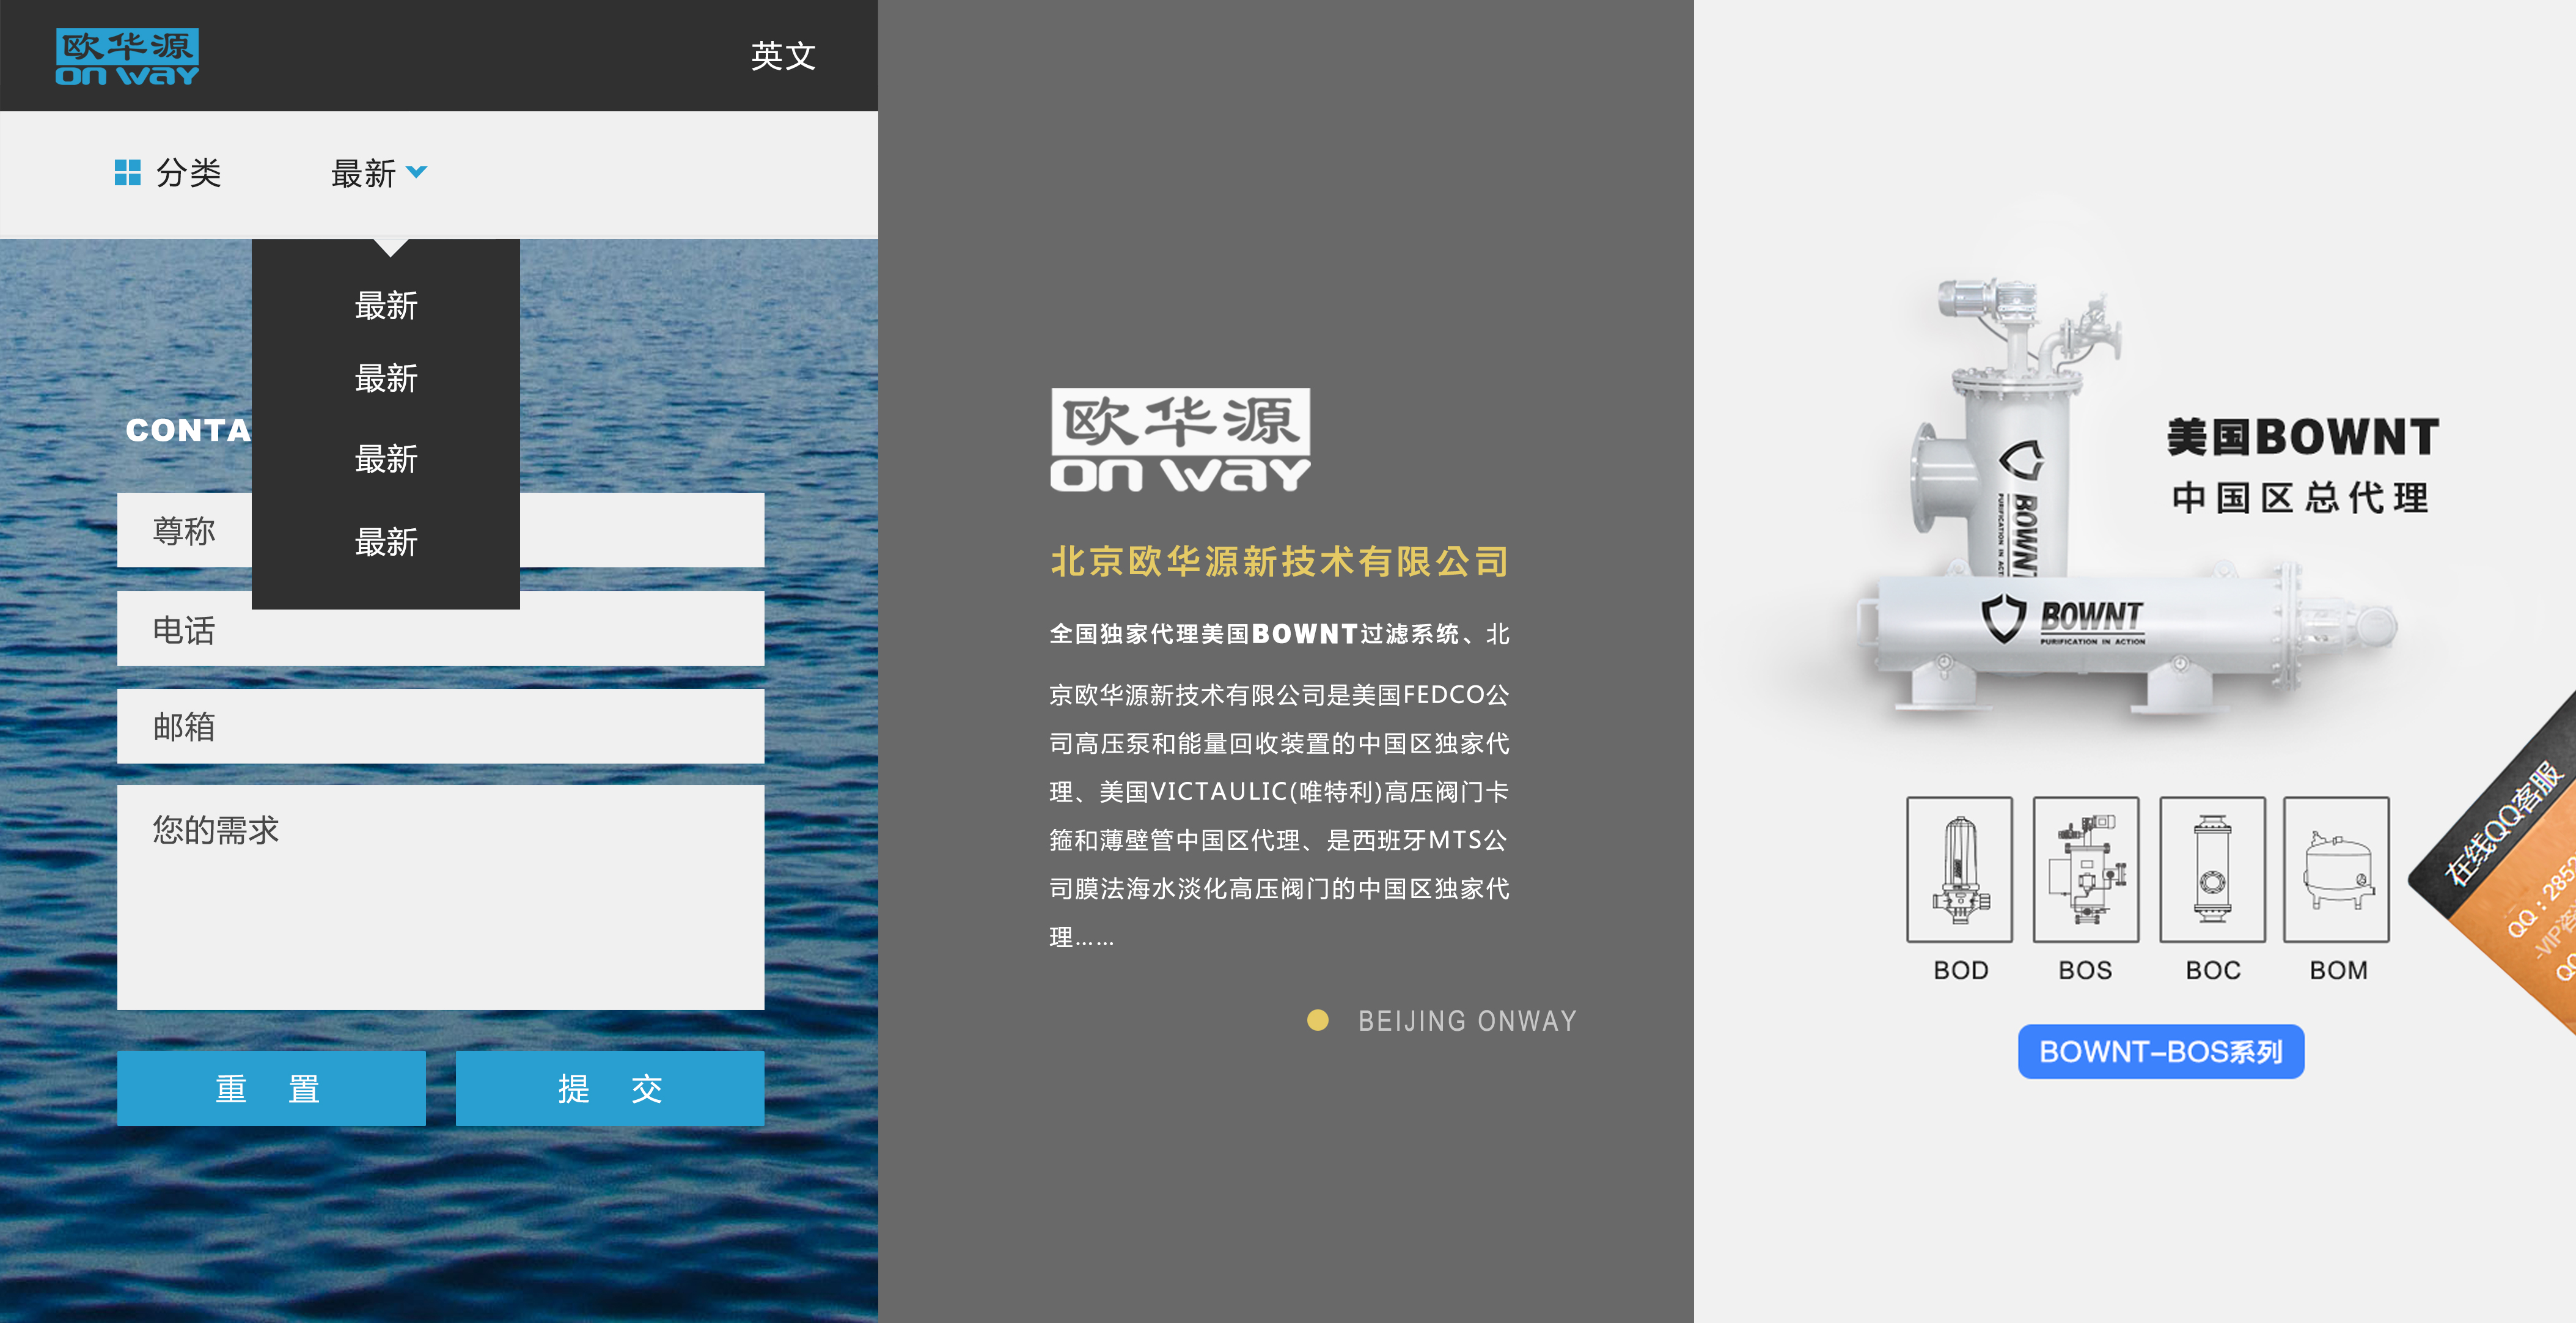 欧华源
on way
英文
分类
最新
最新
最新
最新
最新
CONTA
尊称
电话
邮箱
您的需求
重 置
提 交
欧华源
on way
北京欧华源新技术有限公司
全国独家代理美国BOWNT过滤系统、北
京欧华源新技术有限公司是美国FEDCO公
司高压泵和能量回收装置的中国区独家代
理、美国VICTAULIC(唯特利)高压阀门卡
箍和薄壁管中国区代理、是西班牙MTS公
司膜法海水淡化高压阀门的中国区独家代
理……
BEIJING ONWAY
美国BOWNT
中国区总代理
BOWNT
PURIFICATION IN ACTI
BOWNT
PURIFICATION IN ACTION
BOD
BOS
BOC
BOM
BOWNT-BOS系列
在线QQ客服
QQ：2852
-VIP咨
QQ